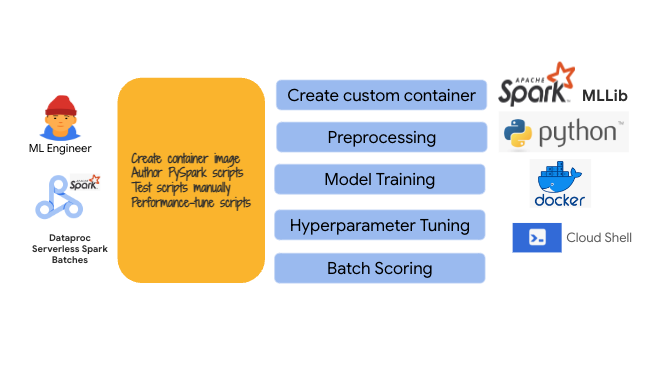 ML Engineer
APACHE
Spark
Dataproc
Serverless Spark
Batches
Create container image
Author PySpark scripts
Test scripts manually
Performance-tune scripts
Create custom container
Preprocessing
Model Training
Hyperparameter Tuning
Batch Scoring
APACHE
Spark™ MLLib
python™
docker
Cloud Shell